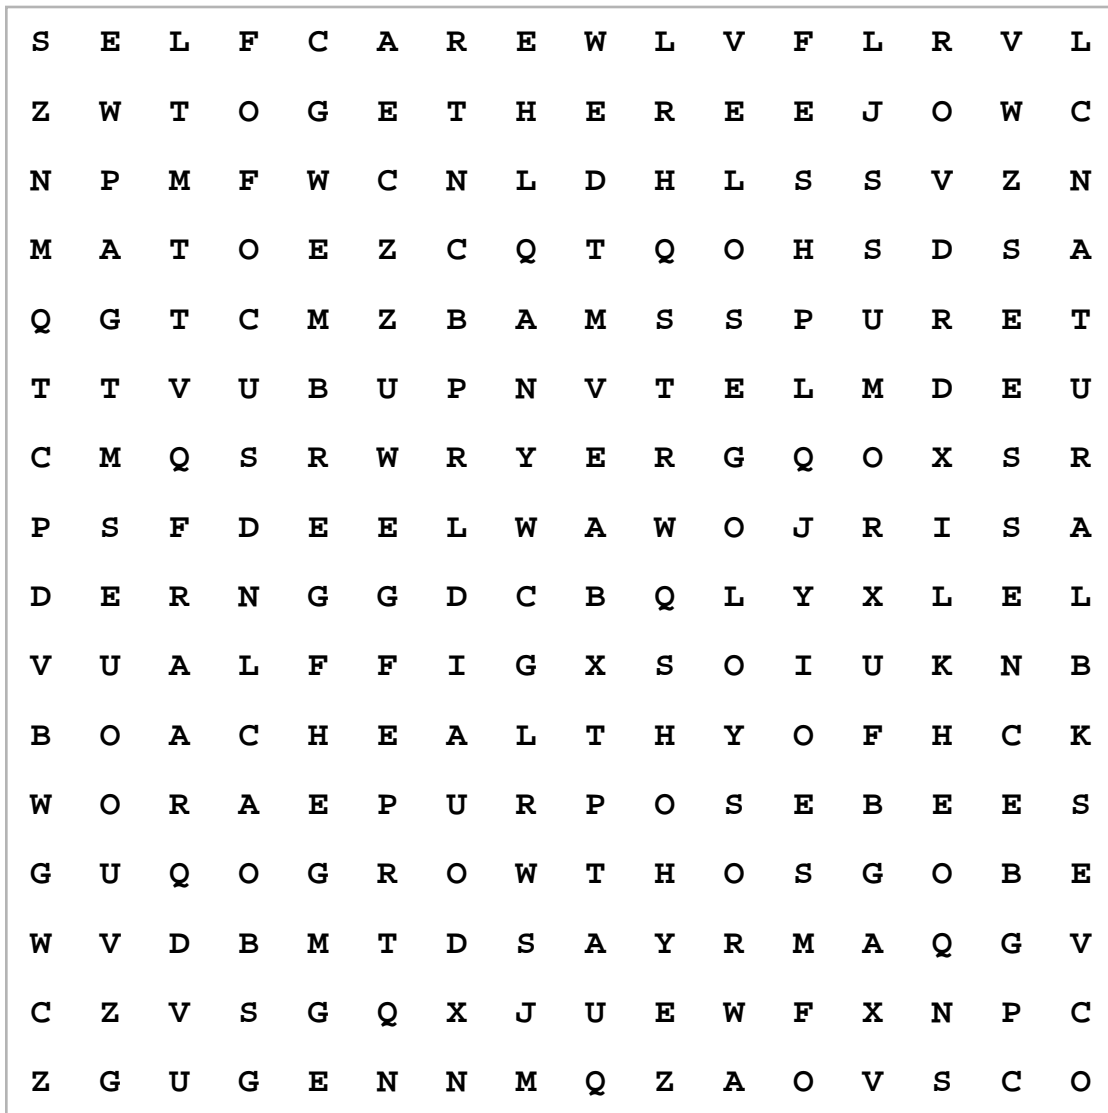 S E L F C A R E W L V F L R V L
Z W T O G E T H E R E E J O W C
N P M F W C N L D H L S S V Z N
M A T O E Z C Q T Q O H S D S A
Q G T C M Z B A M S S P U R E T
T T V U B U P N V T E L M D E U
C M Q S R W R Y E R G Q O X S R
P S F D E E L W A W O J R I S A
D E R N G G D C B Q L Y X L E L
V U A L F F I G X S O I U K N B
B O A C H E A L T H Y O F H C K
W O R A E P U R P O S E B E E S
G U Q O G R O W T H O S G O B E
W V D B M T D S A Y R M A Q G V
C Z V S G Q X J U E W F X N P C
Z G U G E N N M Q Z A O V S C O